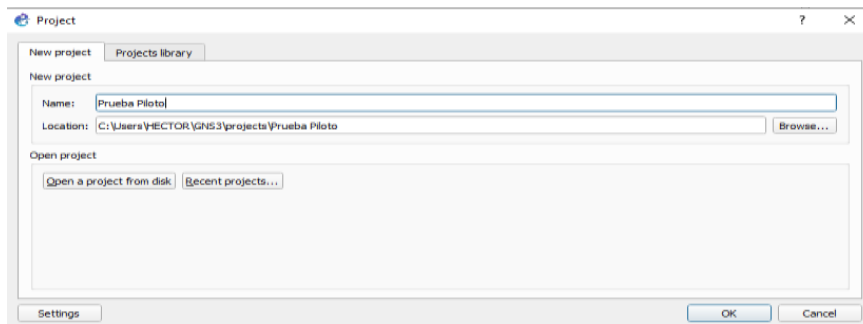 Project ?
New project Projects library
New project
Name: Prueba Piloto
Location: C:\Users\HECTOR\GNS3\projects\Prueba Piloto Browse...
Open project
Open a project from disk Recent projects...
Settings OK Cancel